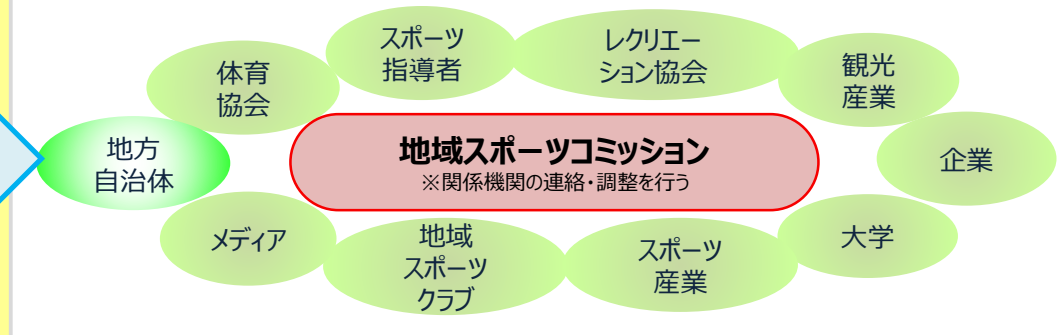 スポーツ
指導者
レクリエー
ション協会
体育
協会
観光
産業
地方
自治体
地域スポーツコミッション
※関係機関の連絡・調整を行う
企業
メディア
地域
スポーツ
クラブ
スポーツ
産業
大学